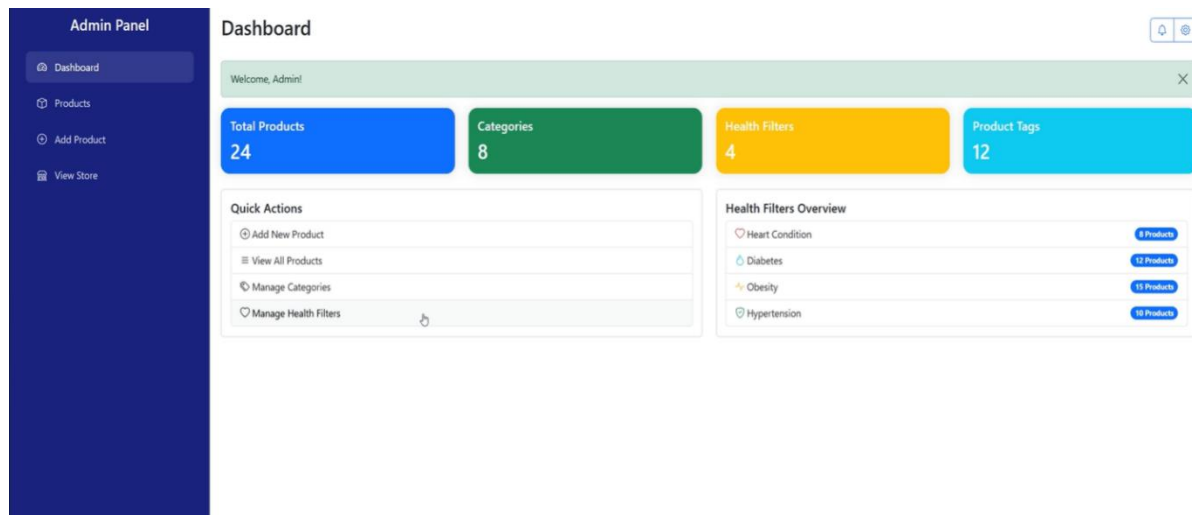 Admin Panel
Dashboard
Products
Add Product
View Store
Dashboard
Welcome, Admin!
Total Products
24
Categories
8
Health Filters
4
Product Tags
12
Quick Actions
Add New Product
View All Products
Manage Categories
Manage Health Filters
Health Filters Overview
Heart Condition
8 Products
Diabetes
12 Products
Obesity
15 Products
Hypertension
10 Products